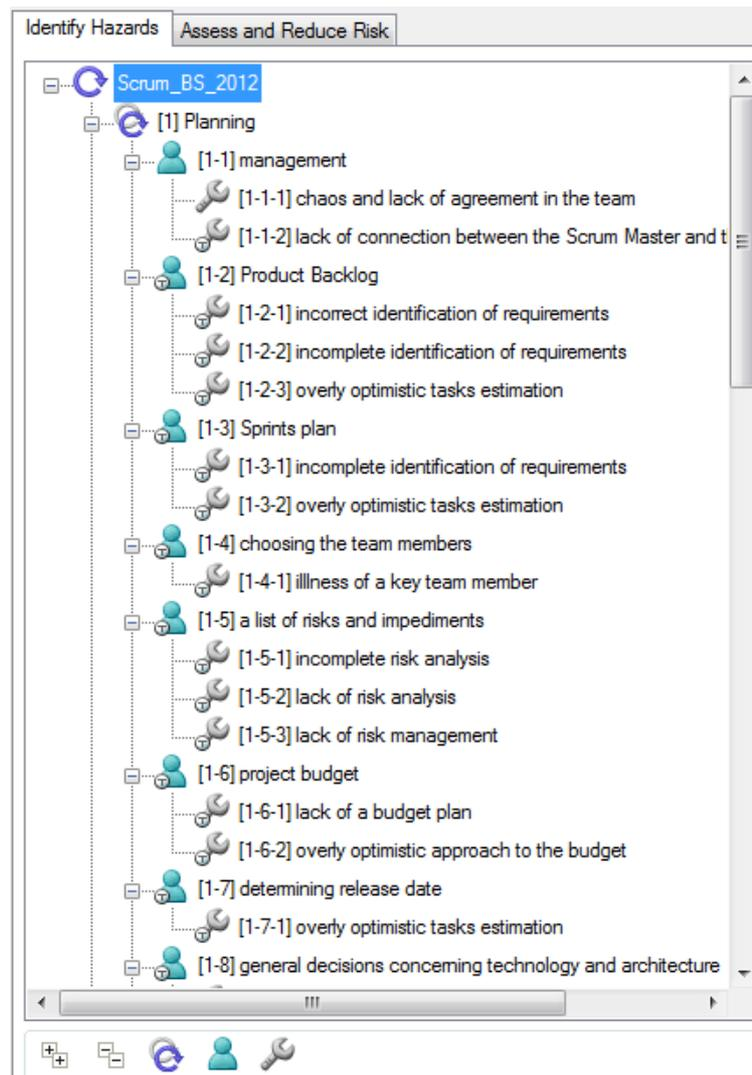 Identify Hazards
Assess and Reduce Risk
Scrum_BS_2012
[1] Planning
[1-1] management
[1-1-1] chaos and lack of agreement in the team
[1-1-2] lack of connection between the Scrum Master and t
[1-2] Product Backlog
[1-2-1] incorrect identification of requirements
[1-2-2] incomplete identification of requirements
[1-2-3] overly optimistic tasks estimation
[1-3] Sprints plan
[1-3-1] incomplete identification of requirements
[1-3-2] overly optimistic tasks estimation
[1-4] choosing the team members
[1-4-1] illlness of a key team member
[1-5] a list of risks and impediments
[1-5-1] incomplete risk analysis
[1-5-2] lack of risk analysis
[1-5-3] lack of risk management
[1-6] project budget
[1-6-1] lack of a budget plan
[1-6-2] overly optimistic approach to the budget
[1-7] determining release date
[1-7-1] overly optimistic tasks estimation
[1-8] general decisions concerning technology and architecture